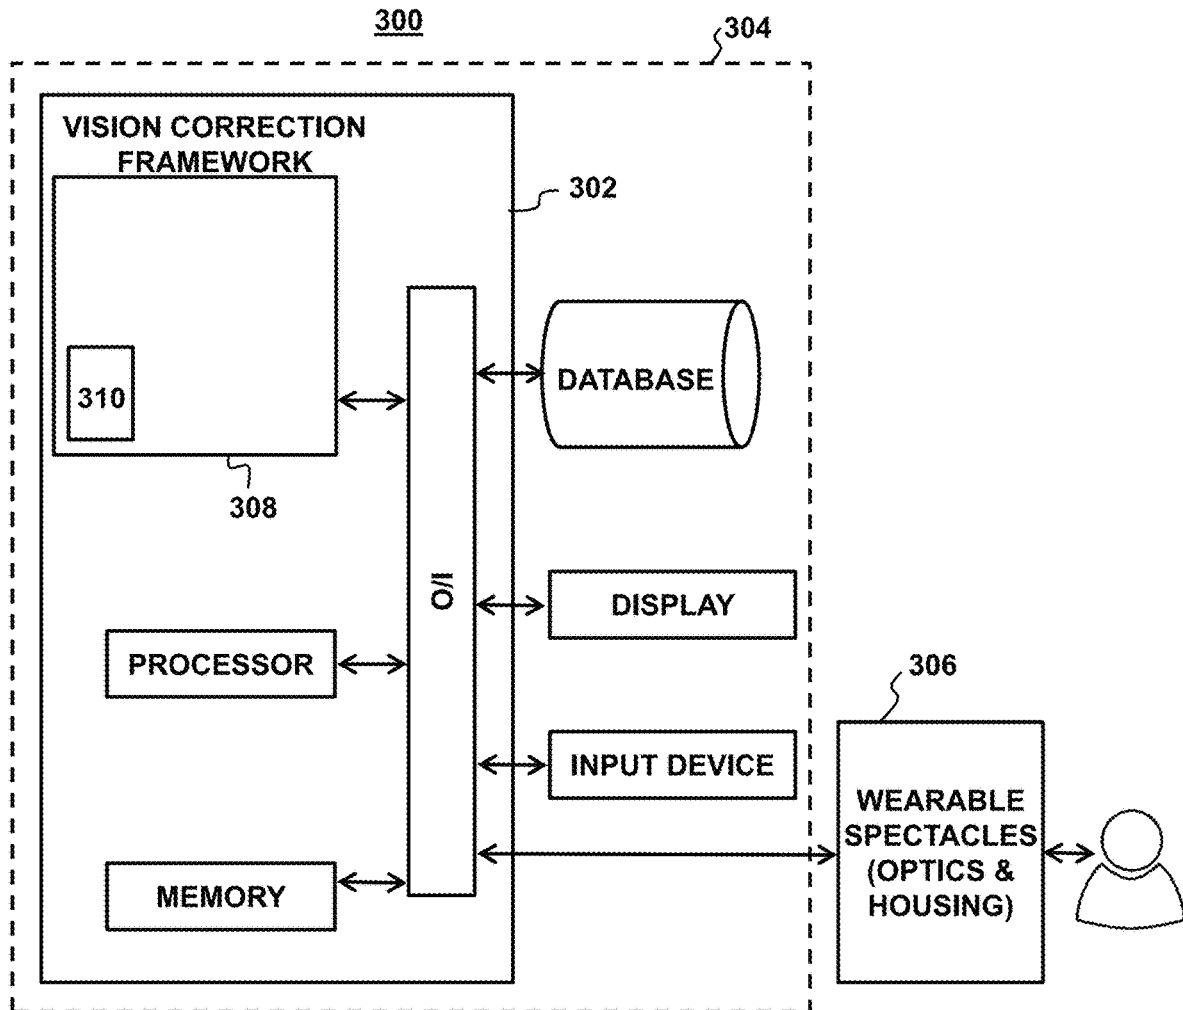 300
304
VISION CORRECTION
FRAMEWORK
302
310
308
DATABASE
O/I
DISPLAY
PROCESSOR
306
INPUT DEVICE
WEARABLE
SPECTACLES
(OPTICS &
HOUSING)
MEMORY